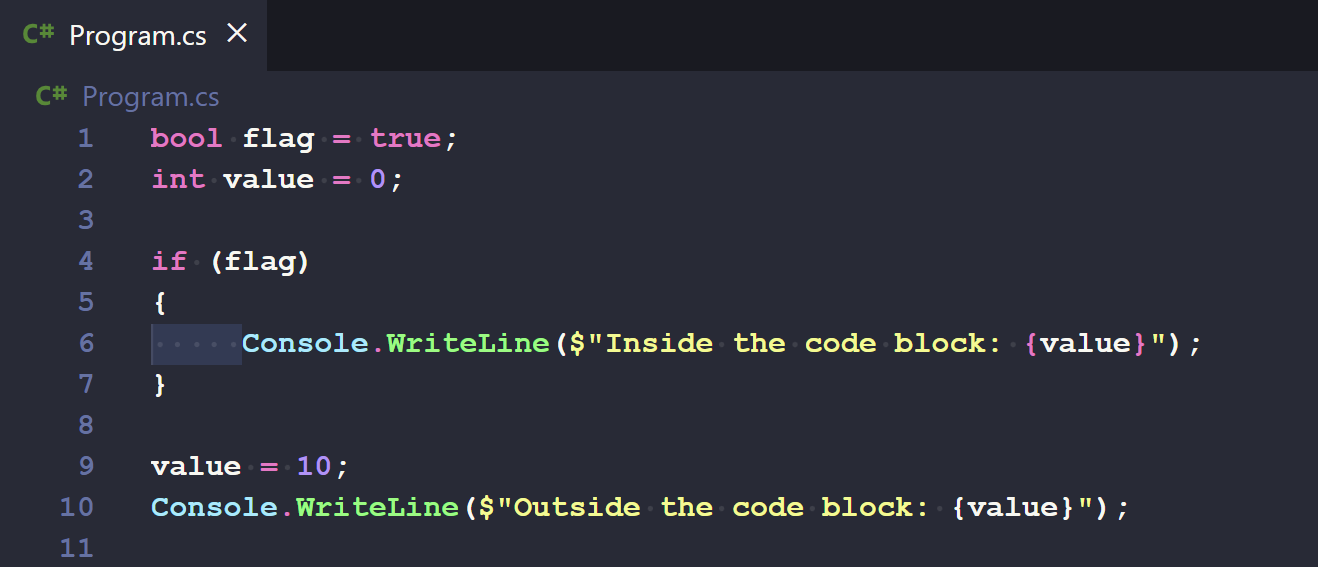 C# Program.cs ×
C# Program.cs
1 bool flag = true;
2 int value = 0;
3
4 if (flag)
5 {
6     Console.WriteLine($"Inside the code block: {value}");
7 }
8
9 value = 10;
10 Console.WriteLine($"Outside the code block: {value}");
11